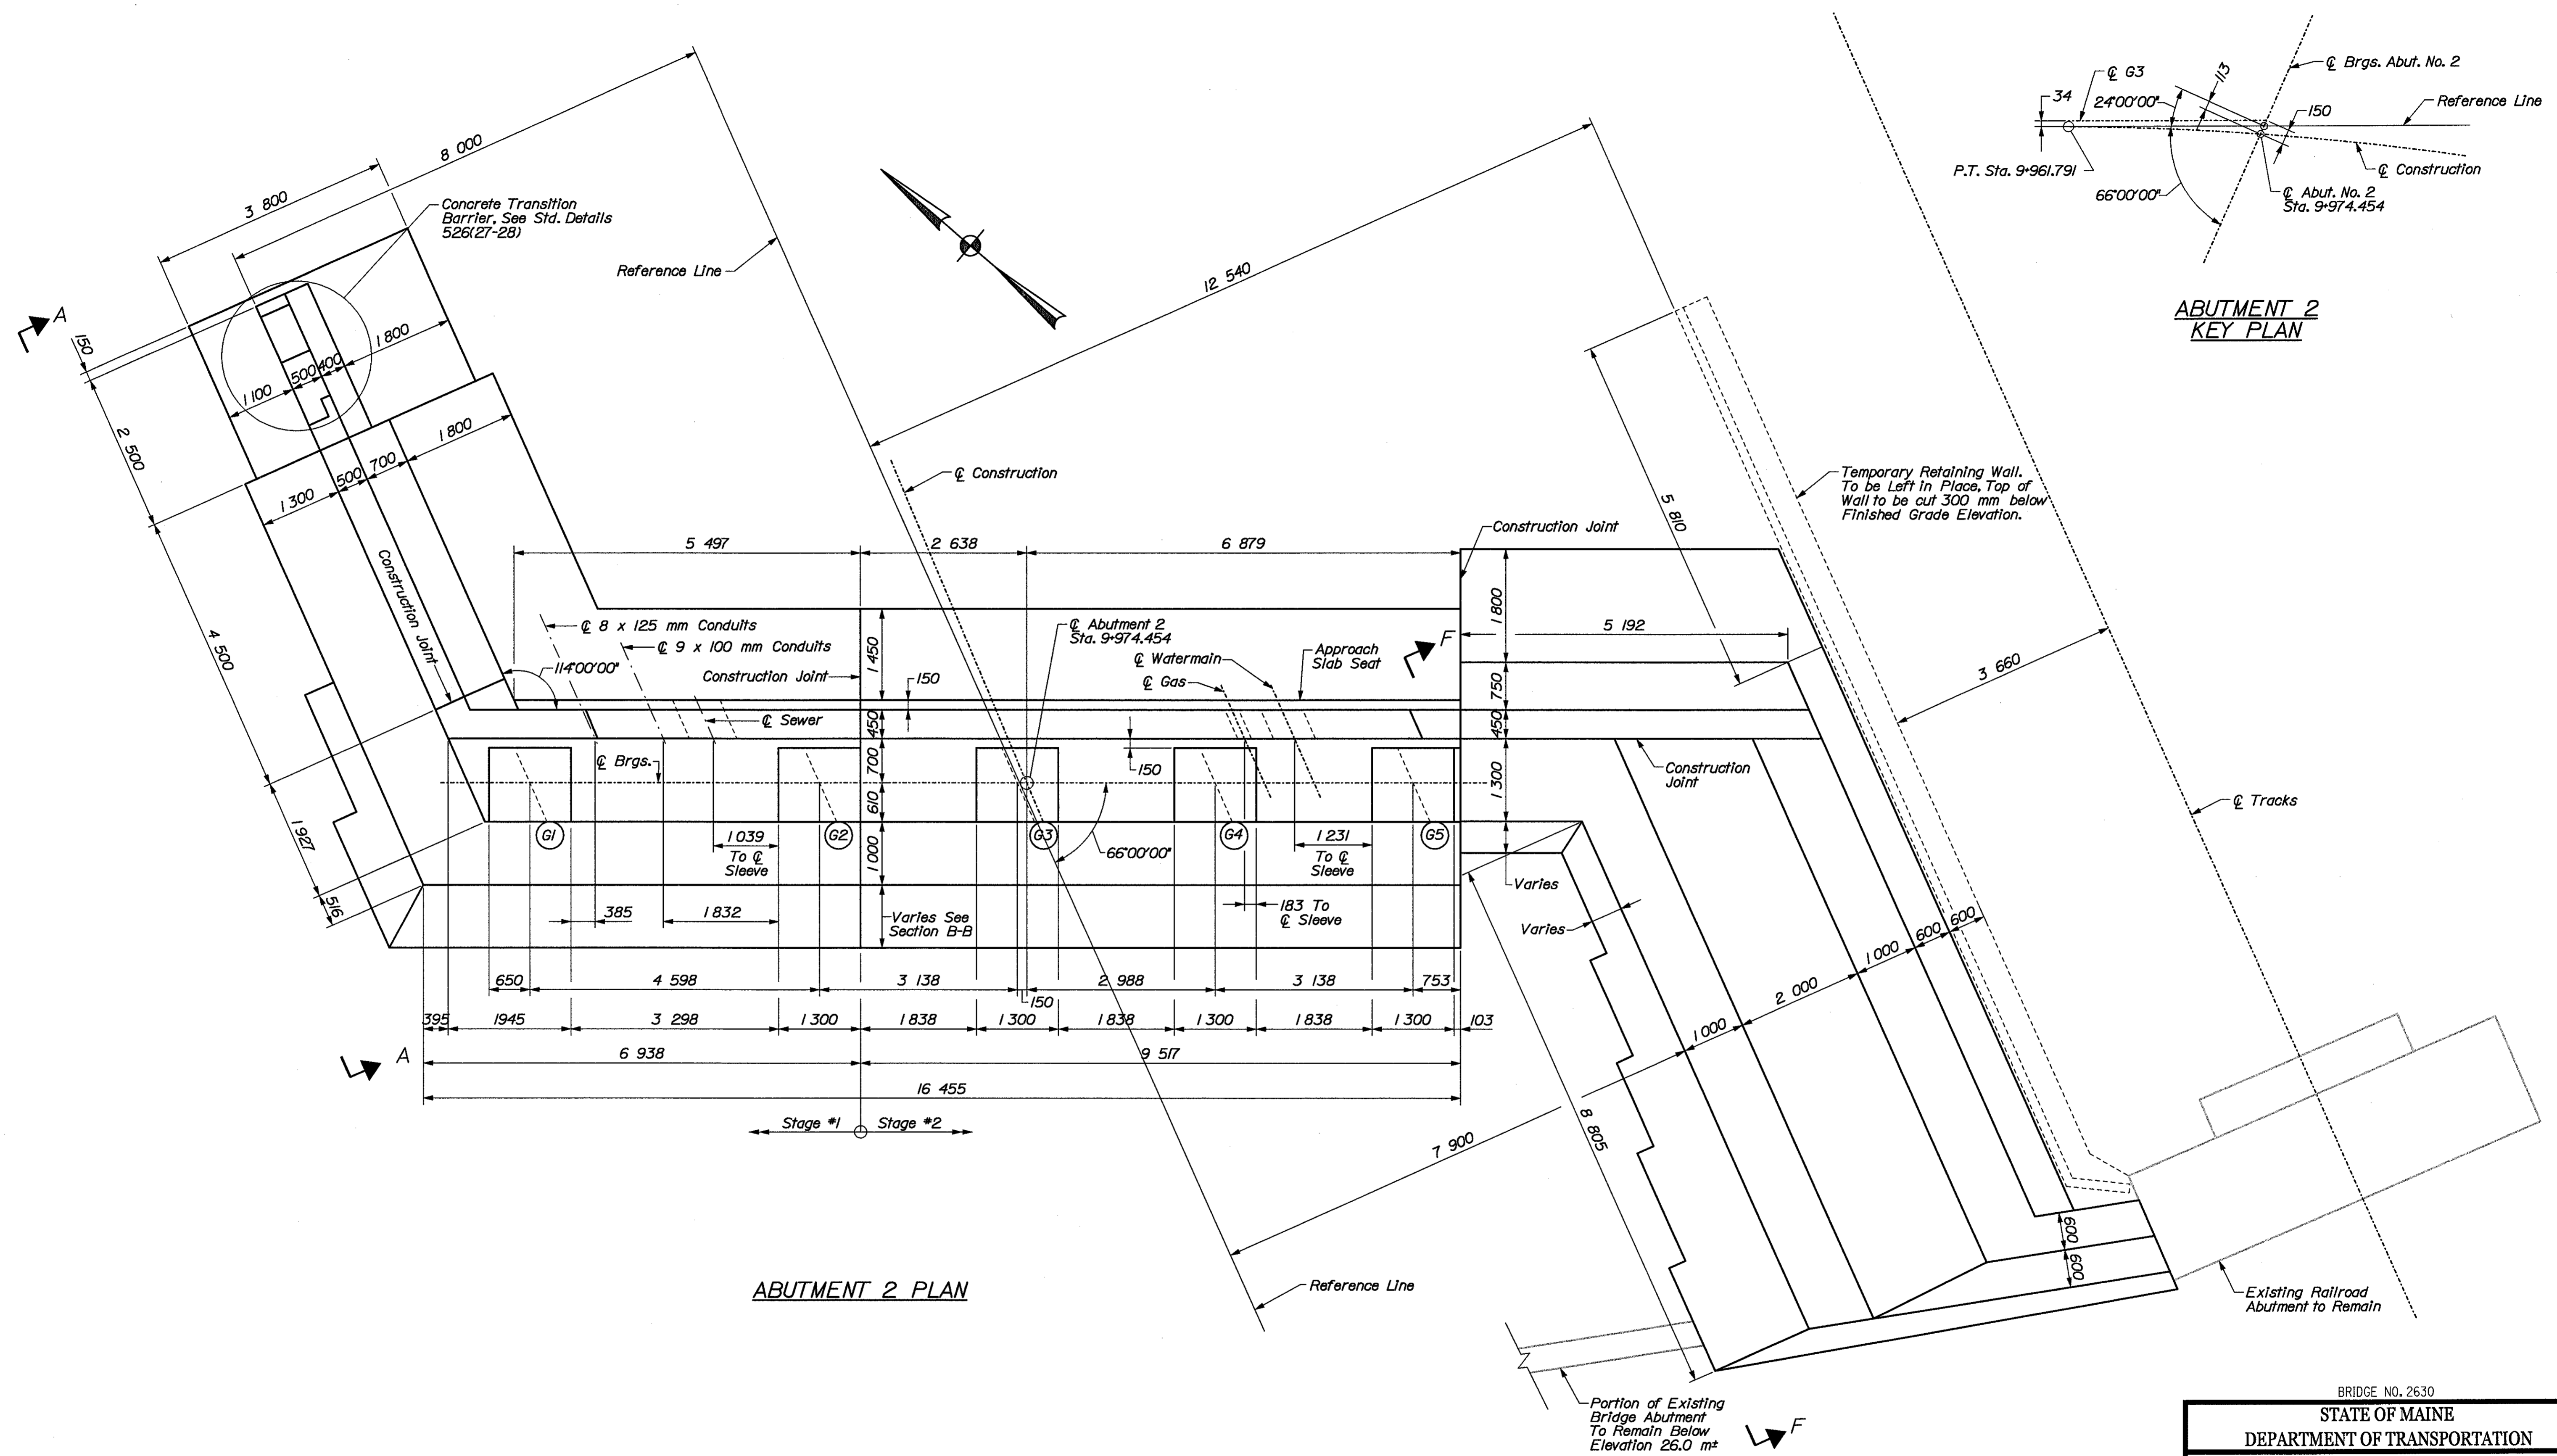 8 000
3 800
Concrete Transition
Barrier, See Std. Details
526(27-28)
Reference Line
12 540
℄ G3
34
24°00'00"
113
℄ Brgs. Abut. No. 2
Reference Line
150
P.T. Sta. 9+961.791
℄ Construction
66°00'00"
℄ Abut. No. 2
Sta. 9+974.454
ABUTMENT 2
KEY PLAN
A
150
1 800
400
500
1 100
2 500
1 800
700
500
1 300
℄ Construction
Temporary Retaining Wall.
To be Left in Place, Top of
Wall to be cut 300 mm below
Finished Grade Elevation.
5 810
Construction Joint
5 497
2 638
6 879
Construction Joint
4 500
℄ 8 x 125 mm Conduits
℄ 9 x 100 mm Conduits
114°00'00"
Construction Joint
1 450
150
℄ Abutment 2
Sta. 9+974.454
℄ Watermain
℄ Gas
Approach
Slab Seat
F
1 800
5 192
750
3 660
℄ Sewer
450
450
℄ Brgs.
700
150
1 300
Construction
Joint
610
℄ Tracks
G1
G2
G3
G4
G5
1 927
1 039
To ℄
Sleeve
1 000
66°00'00"
1 231
To ℄
Sleeve
Varies
516
385
1 832
Varies See
Section B-B
183 To
℄ Sleeve
Varies
600
600
1 000
2 000
1 000
650
4 598
3 138
150
2 988
3 138
753
395
1945
3 298
1 300
1 838
1 300
1 838
1 300
1 838
1 300
103
A
6 938
9 517
16 455
Stage #1
Stage #2
7 900
8 805
600
600
ABUTMENT 2 PLAN
Reference Line
Existing Railroad
Abutment to Remain
Portion of Existing
Bridge Abutment
To Remain Below
Elevation 26.0 m±
F
BRIDGE NO. 2630
STATE OF MAINE
DEPARTMENT OF TRANSPORTATION